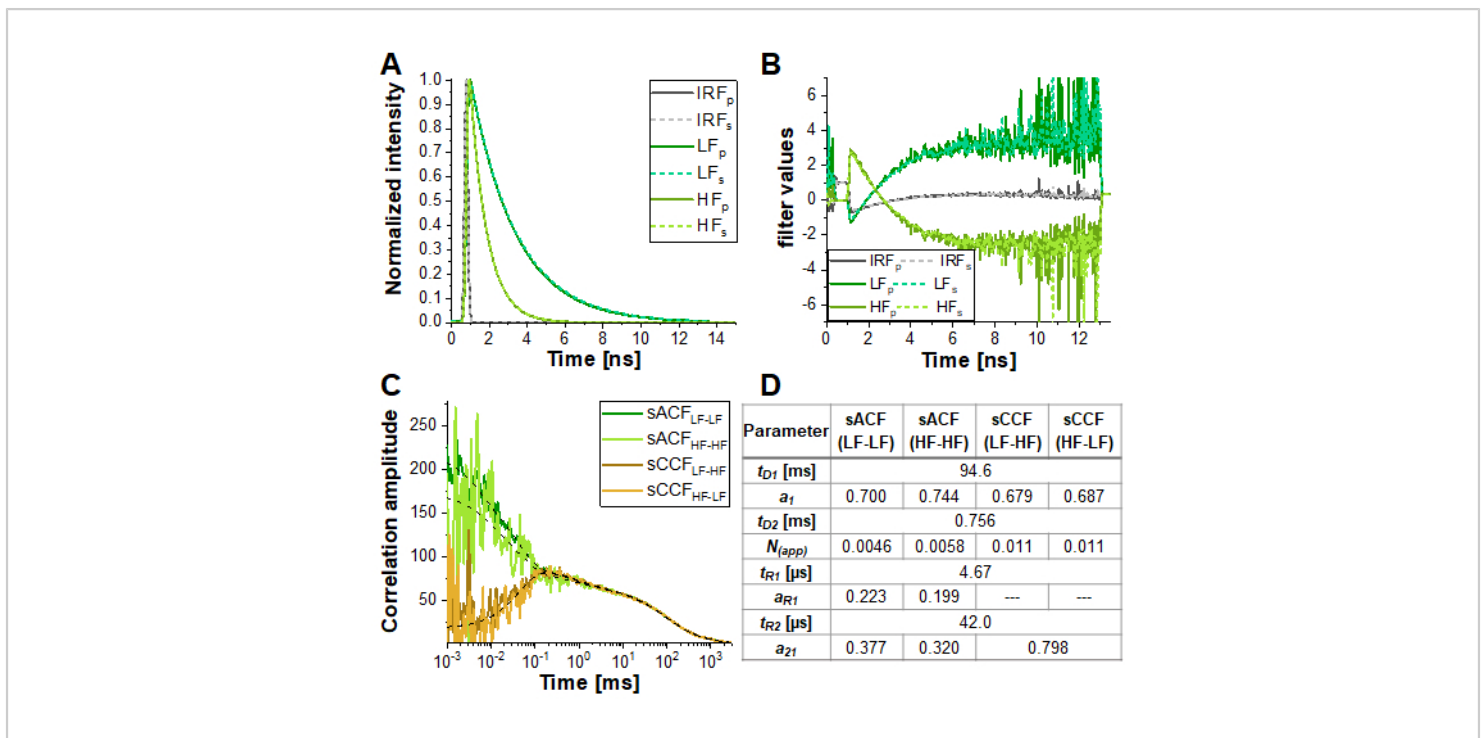 A
Normalized intensity
1.0
0.9
0.8
0.7
0.6
0.5
0.4
0.3
0.2
0.1
0.0
0 2 4 6 8 10 12 14
Time [ns]
IRFp
IRFs
LFp
LFs
HFp
HFs
B
filter values
6
4
2
0
-2
-4
-6
0 2 4 6 8 10 12
Time [ns]
IRFp IRFs
LFp LFs
HFp HFs
C
Correlation amplitude
250
200
150
100
50
10-3 10-2 10-1 100 101 102 103
Time [ms]
sACFLF-LF
sACFHF-HF
sCCFLF-HF
sCCFHF-LF
D
Parameter sACF (LF-LF) sACF (HF-HF) sCCF (LF-HF) sCCF (HF-LF)
tD1 [ms] 94.6
a1 0.700 0.744 0.679 0.687
tD2 [ms] 0.756
N(app) 0.0046 0.0058 0.011 0.011
tR1 [µs] 4.67
aR1 0.223 0.199 --- ---
tR2 [µs] 42.0
a21 0.377 0.320 0.798